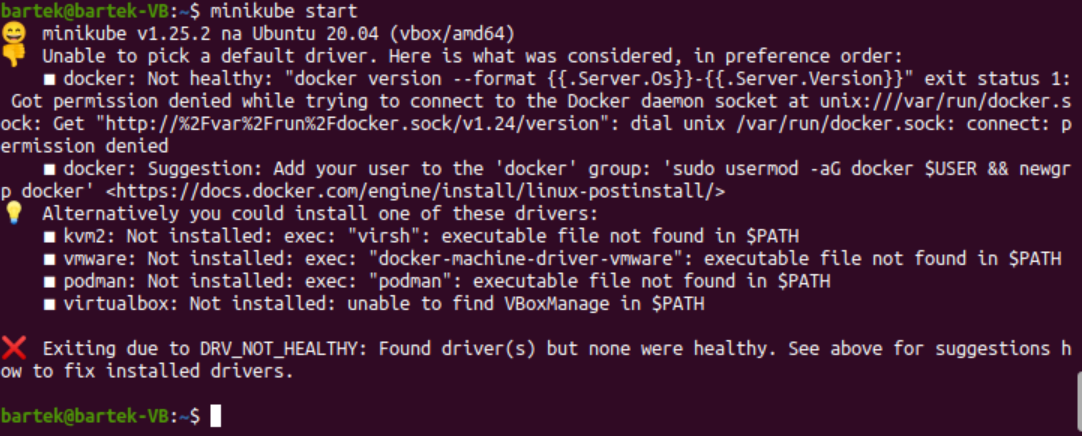 bartek@bartek-VB:~$ minikube start
😄 minikube v1.25.2 na Ubuntu 20.04 (vbox/amd64)
👎 Unable to pick a default driver. Here is what was considered, in preference order:
■ docker: Not healthy: "docker version --format {{.Server.Os}}-{{.Server.Version}}" exit status 1:
Got permission denied while trying to connect to the Docker daemon socket at unix:///var/run/docker.s
ock: Get "http://%2Fvar%2Frun%2Fdocker.sock/v1.24/version": dial unix /var/run/docker.sock: connect: p
ermission denied
■ docker: Suggestion: Add your user to the 'docker' group: 'sudo usermod -aG docker $USER && newgr
p docker' <https://docs.docker.com/engine/install/linux-postinstall/>
💡 Alternatively you could install one of these drivers:
■ kvm2: Not installed: exec: "virsh": executable file not found in $PATH
■ vmware: Not installed: exec: "docker-machine-driver-vmware": executable file not found in $PATH
■ podman: Not installed: exec: "podman": executable file not found in $PATH
■ virtualbox: Not installed: unable to find VBoxManage in $PATH
❌ Exiting due to DRV_NOT_HEALTHY: Found driver(s) but none were healthy. See above for suggestions h
ow to fix installed drivers.
bartek@bartek-VB:~$